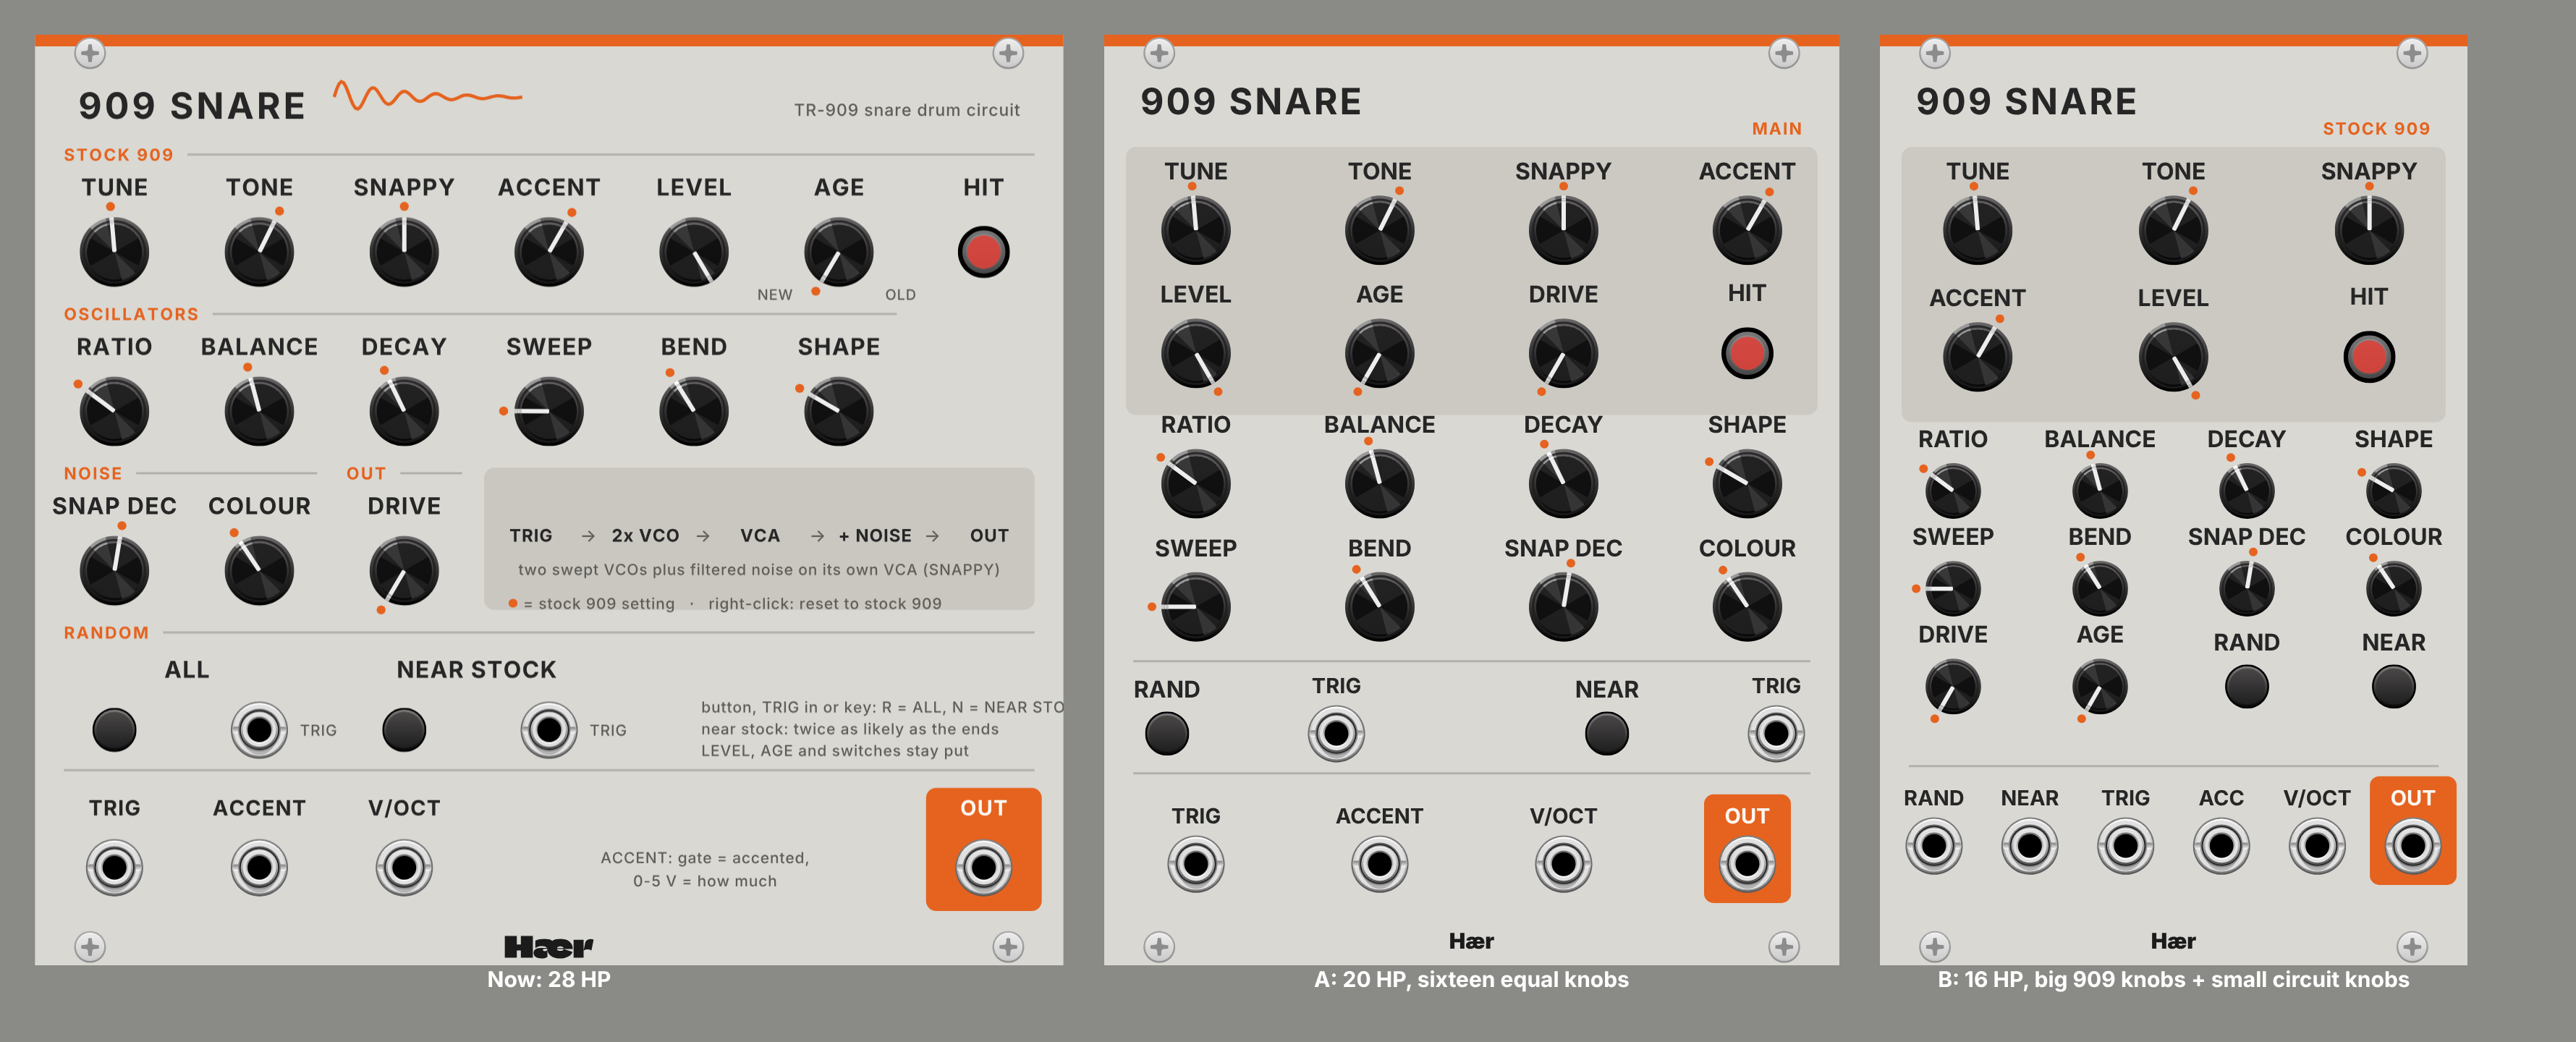 909 SNARE
TR-909 snare drum circuit
STOCK 909
TUNE TONE SNAPPY ACCENT LEVEL AGE HIT
NEW OLD
OSCILLATORS
RATIO BALANCE DECAY SWEEP BEND SHAPE
NOISE OUT
SNAP DEC COLOUR DRIVE
TRIG → 2x VCO → VCA → + NOISE → OUT
two swept VCOs plus filtered noise on its own VCA (SNAPPY)
= stock 909 setting · right-click: reset to stock 909
RANDOM
ALL NEAR STOCK
TRIG TRIG
button, TRIG in or key: R = ALL, N = NEAR STO
near stock: twice as likely as the ends
LEVEL, AGE and switches stay put
TRIG ACCENT V/OCT OUT
ACCENT: gate = accented,
0-5 V = how much
Hær
Now: 28 HP
909 SNARE
MAIN
TUNE TONE SNAPPY ACCENT
LEVEL AGE DRIVE HIT
RATIO BALANCE DECAY SHAPE
SWEEP BEND SNAP DEC COLOUR
RAND TRIG NEAR TRIG
TRIG ACCENT V/OCT OUT
Hær
A: 20 HP, sixteen equal knobs
909 SNARE
STOCK 909
TUNE TONE SNAPPY
ACCENT LEVEL HIT
RATIO BALANCE DECAY SHAPE
SWEEP BEND SNAP DEC COLOUR
DRIVE AGE RAND NEAR
RAND NEAR TRIG ACC V/OCT OUT
Hær
B: 16 HP, big 909 knobs + small circuit knobs